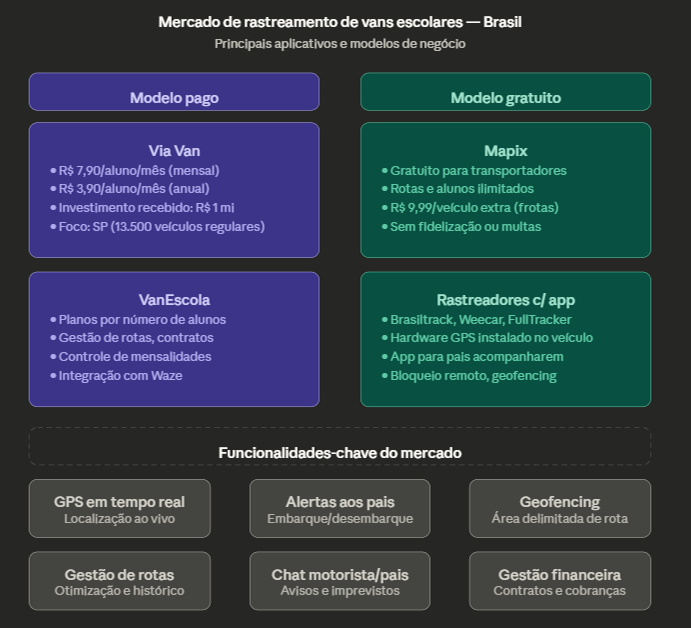 Mercado de rastreamento de vans escolares — Brasil
Principais aplicativos e modelos de negócio
Modelo pago
Modelo gratuito
Via Van
• R$ 7,90/aluno/mês (mensal)
• R$ 3,90/aluno/mês (anual)
• Investimento recebido: R$ 1 mi
• Foco: SP (13.500 veículos regulares)
Mapix
• Gratuito para transportadores
• Rotas e alunos ilimitados
• R$ 9,99/veículo extra (frotas)
• Sem fidelização ou multas
VanEscola
• Planos por número de alunos
• Gestão de rotas, contratos
• Controle de mensalidades
• Integração com Waze
Rastreadores c/ app
• Brasiltrack, Weecar, FullTracker
• Hardware GPS instalado no veículo
• App para pais acompanharem
• Bloqueio remoto, geofencing
Funcionalidades-chave do mercado
GPS em tempo real
Localização ao vivo
Alertas aos pais
Embarque/desembarque
Geofencing
Área delimitada de rota
Gestão de rotas
Otimização e histórico
Chat motorista/pais
Avisos e imprevistos
Gestão financeira
Contratos e cobranças